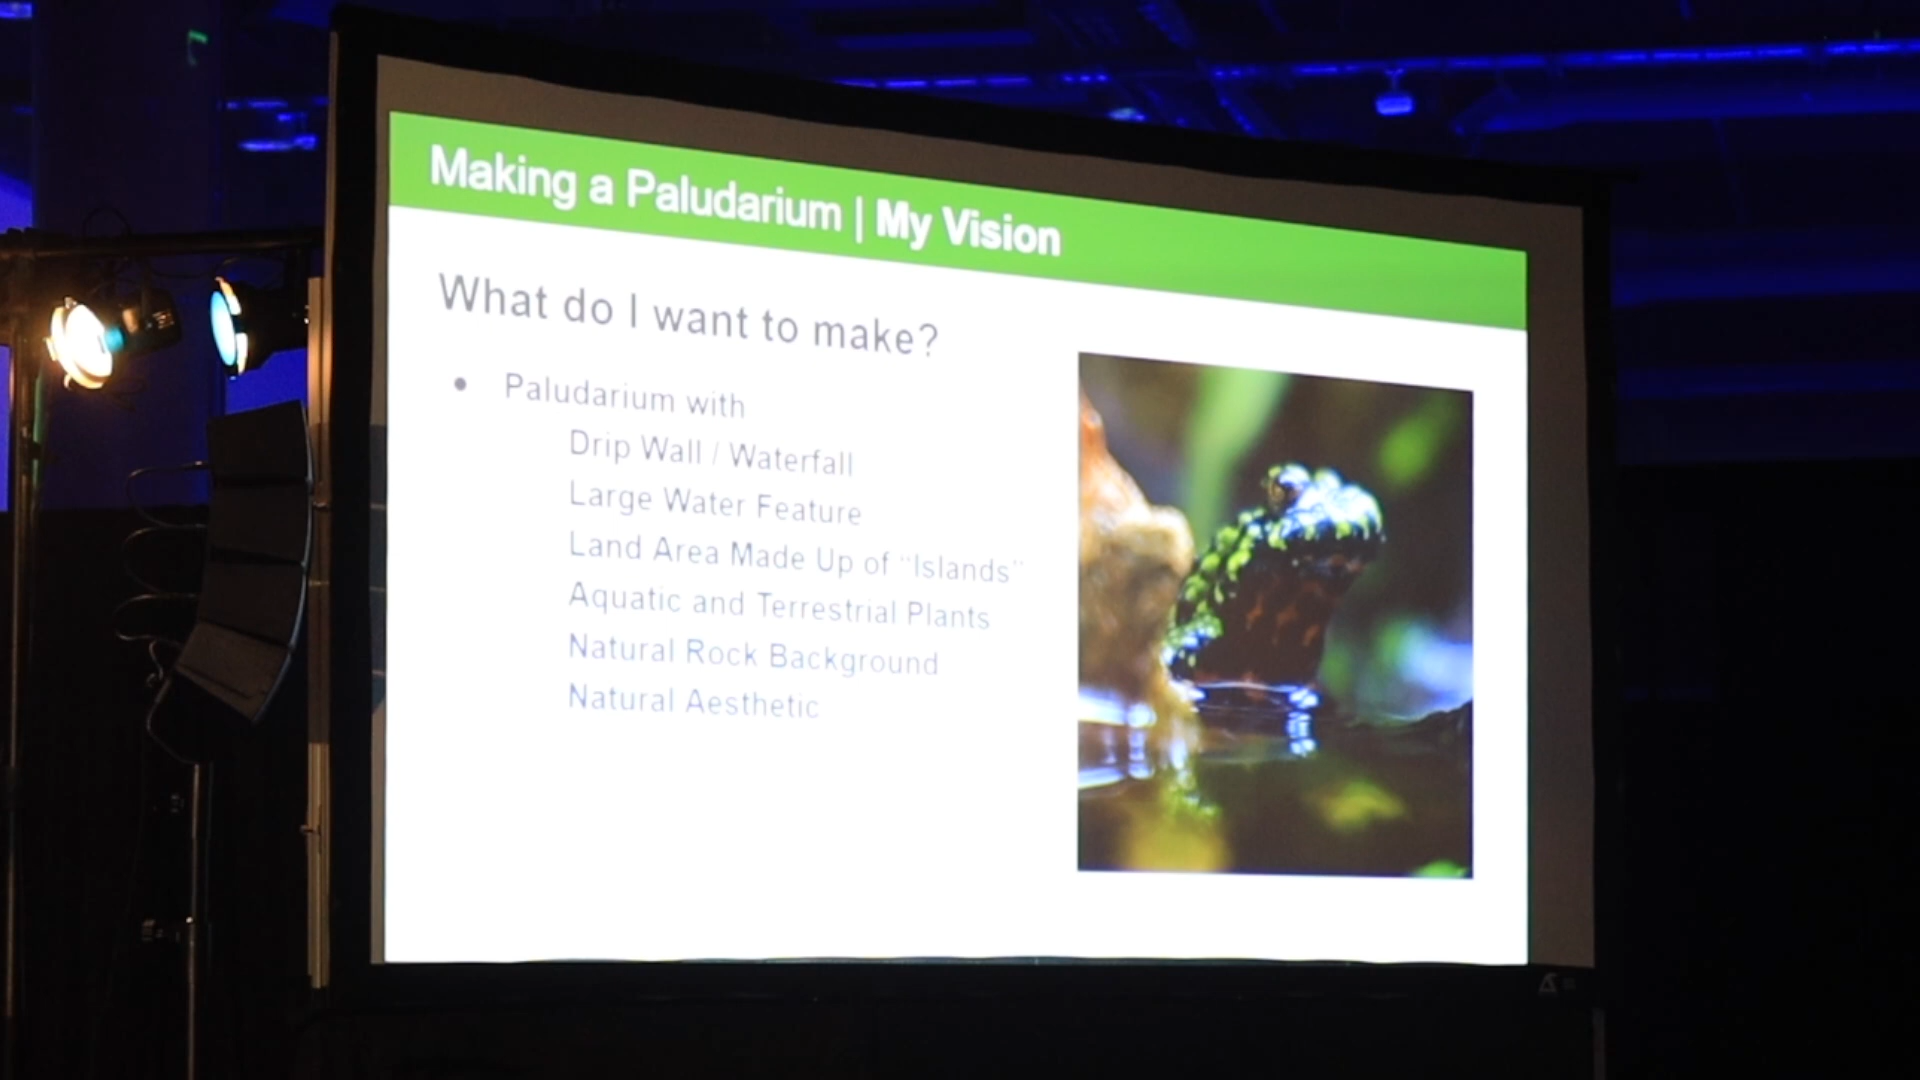 Making a Paludarium | My Vision
What do I want to make?
● Paludarium with
Drip Wall / Waterfall
Large Water Feature
Land Area Made Up of “Islands”
Aquatic and Terrestrial Plants
Natural Rock Background
Natural Aesthetic